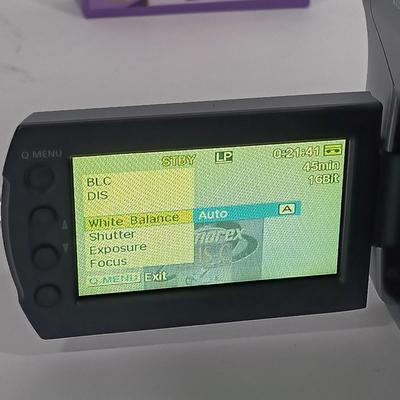 Q.MENU
STBY LP 0:21:41
45min
16Bit
BLC
DIS
White Balance Auto A
Shutter
Exposure
Focus
Q.MENU Exit